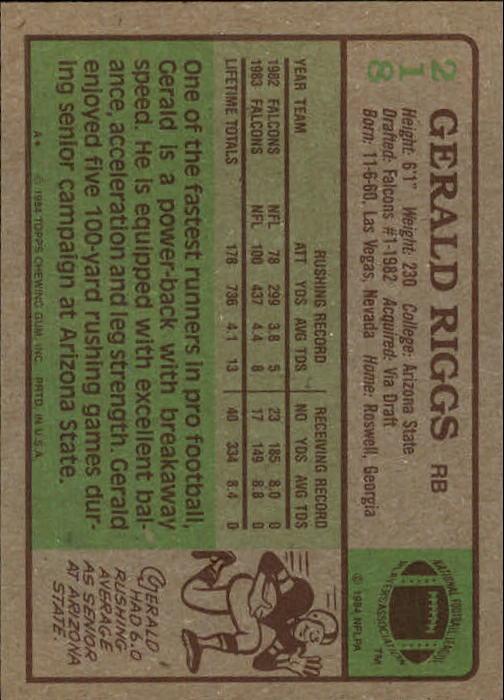 218
GERALD RIGGS RB
Height: 6'1" Weight: 230 College: Arizona State
Drafted: Falcons #1-1982 Acquired: Via Draft
Born: 11-6-60, Las Vegas, Nevada Home: Roswell, Georgia
NATIONAL FOOTBALL LEAGUE
PLAYERS ASSOCIATION
TM
© 1984 NFLPA
RUSHING RECORD RECEIVING RECORD
YEAR TEAM ATT YDS AVG TDS NO YDS AVG TDS
1982 FALCONS NFL 78 299 3.8 5 23 185 8.0 0
1983 FALCONS NFL 100 437 4.4 8 17 149 8.8 0
LIFETIME TOTALS 178 736 4.1 13 40 334 8.4 0
One of the fastest runners in pro football,
Gerald is a power-back with breakaway
speed. He is equipped with excellent bal-
ance, acceleration and leg strength. Gerald
enjoyed five 100-yard rushing games dur-
ing senior campaign at Arizona State.
A* © 1984 TOPPS CHEWING GUM, INC. PRTD. IN U.S.A.
GERALD
HAD 6.0
RUSHING
AVERAGE
AS SENIOR
AT ARIZONA
STATE.